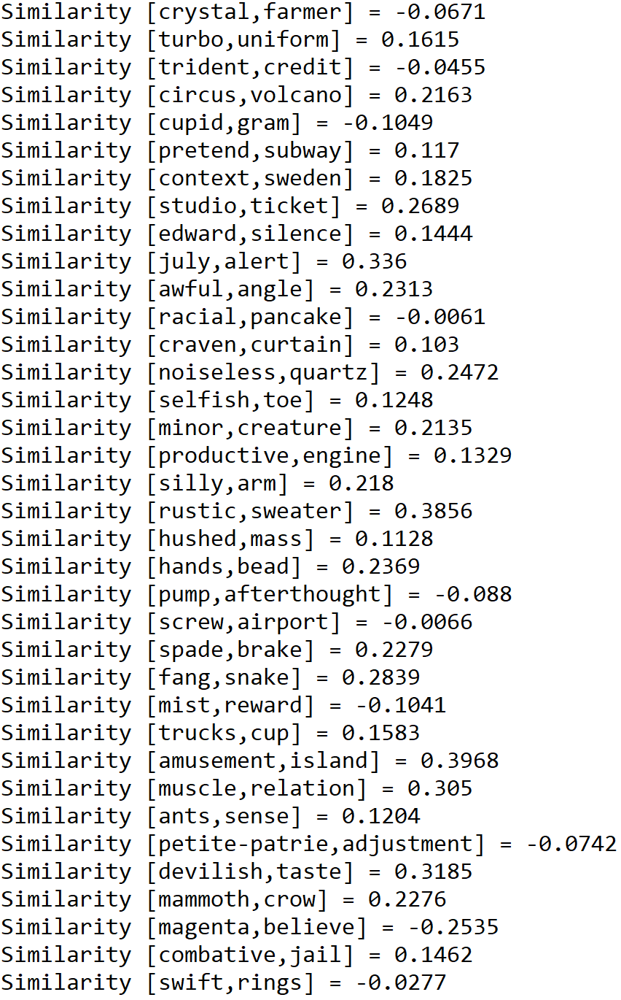 Similarity [crystal,farmer] = -0.0671
Similarity [turbo,uniform] = 0.1615
Similarity [trident,credit] = -0.0455
Similarity [circus,volcano] = 0.2163
Similarity [cupid,gram] = -0.1049
Similarity [pretend,subway] = 0.117
Similarity [context,sweden] = 0.1825
Similarity [studio,ticket] = 0.2689
Similarity [edward,silence] = 0.1444
Similarity [july,alert] = 0.336
Similarity [awful,angle] = 0.2313
Similarity [racial,pancake] = -0.0061
Similarity [craven,curtain] = 0.103
Similarity [noiseless,quartz] = 0.2472
Similarity [selfish,toe] = 0.1248
Similarity [minor,creature] = 0.2135
Similarity [productive,engine] = 0.1329
Similarity [silly,arm] = 0.218
Similarity [rustic,sweater] = 0.3856
Similarity [hushed,mass] = 0.1128
Similarity [hands,bead] = 0.2369
Similarity [pump,afterthought] = -0.088
Similarity [screw,airport] = -0.0066
Similarity [spade,brake] = 0.2279
Similarity [fang,snake] = 0.2839
Similarity [mist,reward] = -0.1041
Similarity [trucks,cup] = 0.1583
Similarity [amusement,island] = 0.3968
Similarity [muscle,relation] = 0.305
Similarity [ants,sense] = 0.1204
Similarity [petite-patrie,adjustment] = -0.0742
Similarity [devilish,taste] = 0.3185
Similarity [mammoth,crow] = 0.2276
Similarity [magenta,believe] = -0.2535
Similarity [combative,jail] = 0.1462
Similarity [swift,rings] = -0.0277